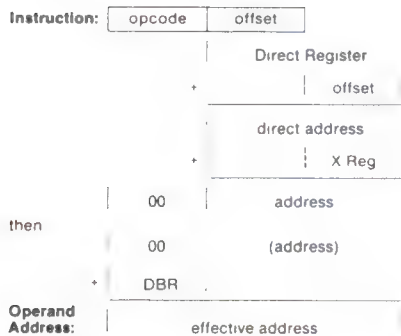 Instruction: opcode offset
Direct Register
+ offset
direct address
+ X Reg
00 address
then
00 (address)
+ DBR
Operand
Address: effective address